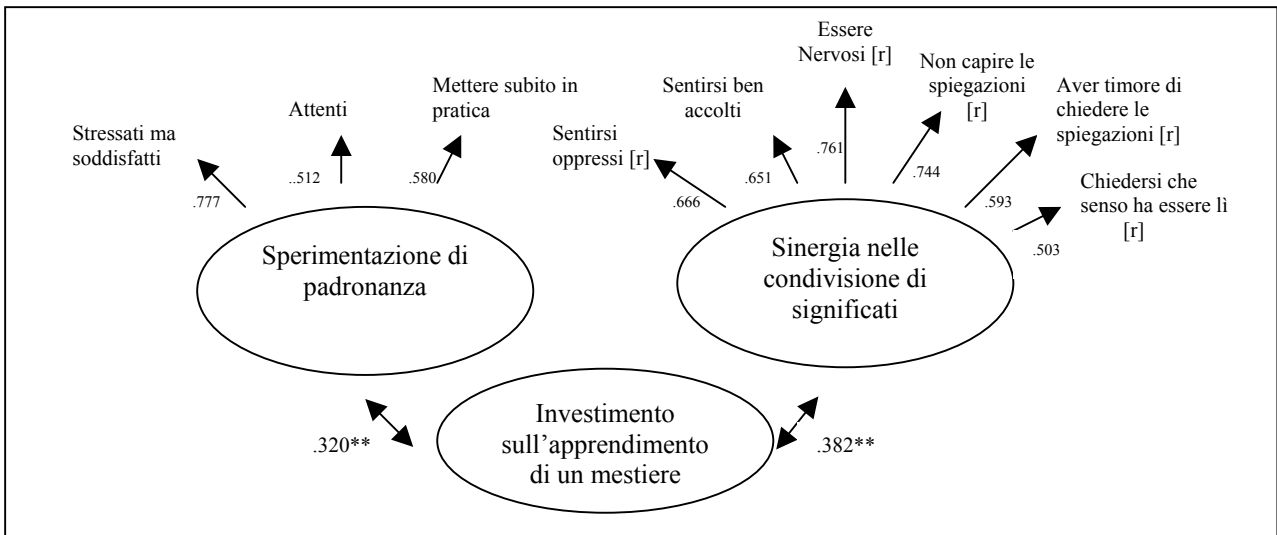 Essere
Nervosi [r]
Non capire le
spiegazioni
[r]
Sentirsi ben
accolti
Mettere subito in
pratica
Aver timore di
chiedere le
spiegazioni [r]
Attenti
Stressati ma
soddisfatti
Sentirsi
oppressi [r]
Chiedersi che
senso ha essere lì
[r]
.777
..512
.580
.666
.651
.761
.744
.593
.503
Sperimentazione di
padronanza
Sinergia nelle
condivisione di
significati
Investimento
sull’apprendimento
di un mestiere
.320**
.382**